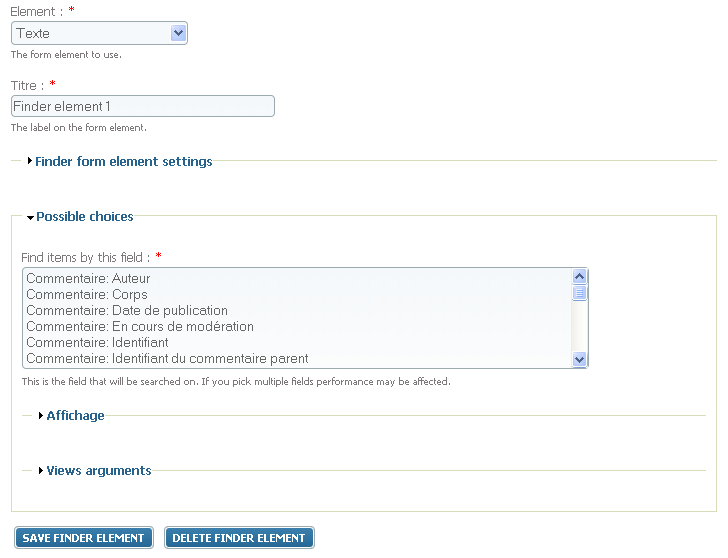 Element : *
Texte
The form element to use.
Titre : *
Finder element 1
The label on the form element.
Finder form element settings
Possible choices
Find items by this field : *
Commentaire: Auteur
Commentaire: Corps
Commentaire: Date de publication
Commentaire: En cours de modération
Commentaire: Identifiant
Commentaire: Identifiant du commentaire parent
This is the field that will be searched on. If you pick multiple fields performance may be affected.
Affichage
Views arguments
SAVE FINDER ELEMENT DELETE FINDER ELEMENT